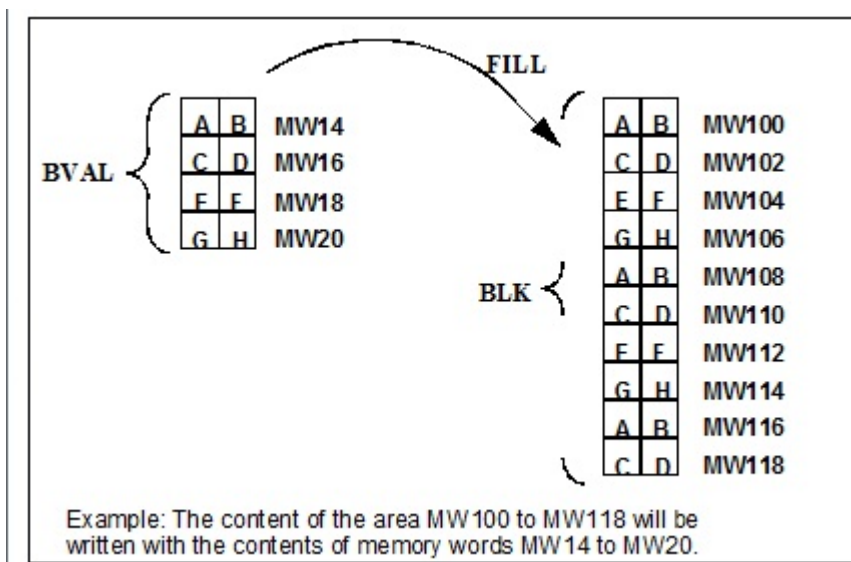 FILL
BVAL
A B MW14
C D MW16
F F MW18
G H MW20
BLK
A B MW100
C D MW102
E F MW104
G H MW106
A B MW108
C D MW110
F F MW112
G H MW114
A B MW116
C D MW118
Example: The content of the area MW100 to MW118 will be
written with the contents of memory words MW14 to MW20.